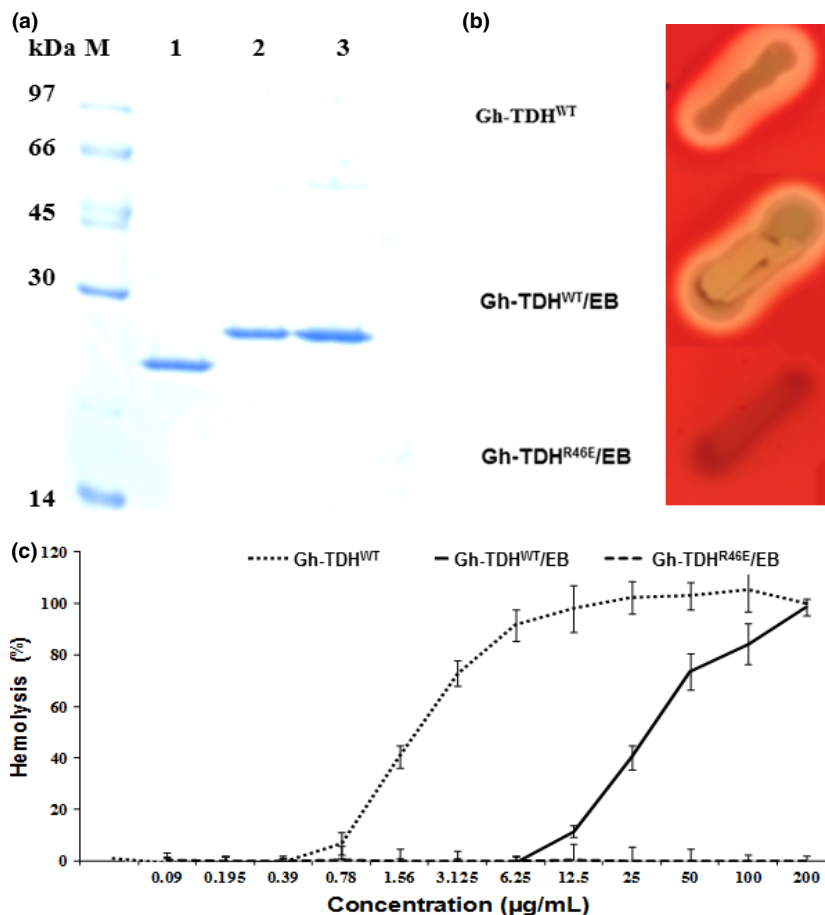 (a)
kDa M 1 2 3
97
66
45
30
14
(b)
Gh-TDHᵂᵀ
Gh-TDHᵂᵀ/EB
Gh-TDHᴿ⁴⁶ᴱ/EB
(c)
Gh-TDHᵂᵀ Gh-TDHᵂᵀ/EB Gh-TDHᴿ⁴⁶ᴱ/EB
120
100
80
60
40
20
0
Hemolysis (%)
0.09 0.195 0.39 0.78 1.56 3.125 6.25 12.5 25 50 100 200
Concentration (µg/mL)